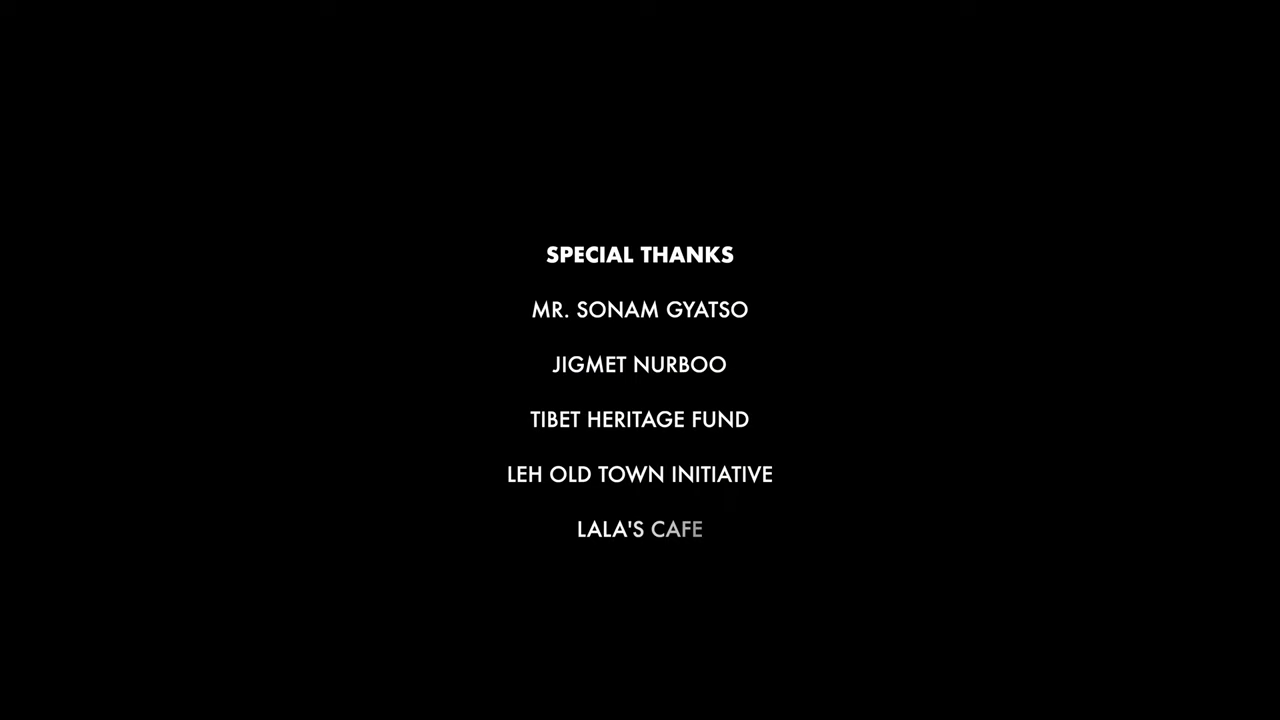 SPECIAL THANKS
MR. SONAM GYATSO
JIGMET NURBOO
TIBET HERITAGE FUND
LEH OLD TOWN INITIATIVE
LALA'S CAFE